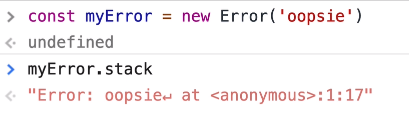 > const myError = new Error('oopsie')
<· undefined
> myError.stack
<· "Error: oopsie↵ at <anonymous>:1:17"